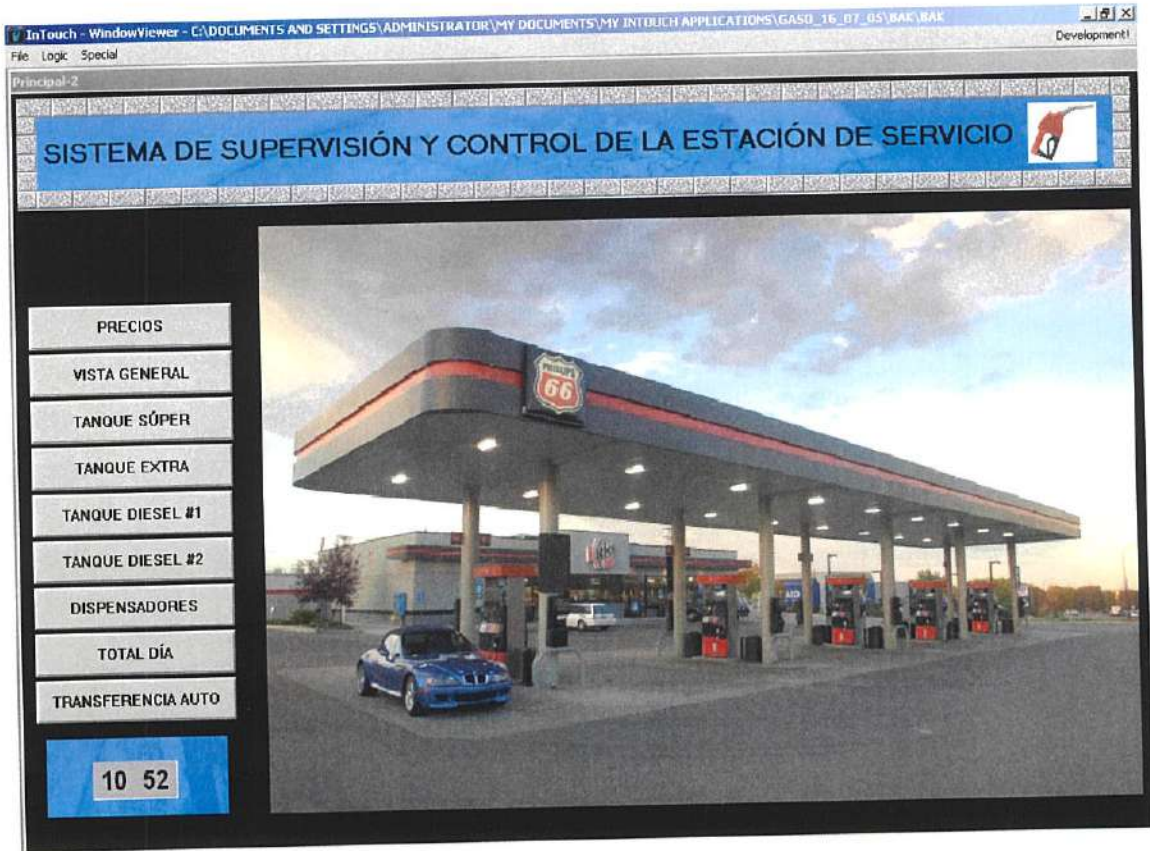 InTouch - WindowViewer - C:\DOCUMENTS AND SETTINGS\ADMINISTRATOR\MY DOCUMENTS\MY INTOUCH APPLICATIONS\GASO_16_07_05\BAK\BAK
File Logic Special
Development!
Principal-2
SISTEMA DE SUPERVISIÓN Y CONTROL DE LA ESTACIÓN DE SERVICIO
PRECIOS
VISTA GENERAL
TANQUE SÚPER
TANQUE EXTRA
TANQUE DIESEL #1
TANQUE DIESEL #2
DISPENSADORES
TOTAL DÍA
TRANSFERENCIA AUTO
10 52
PHILLIPS
66